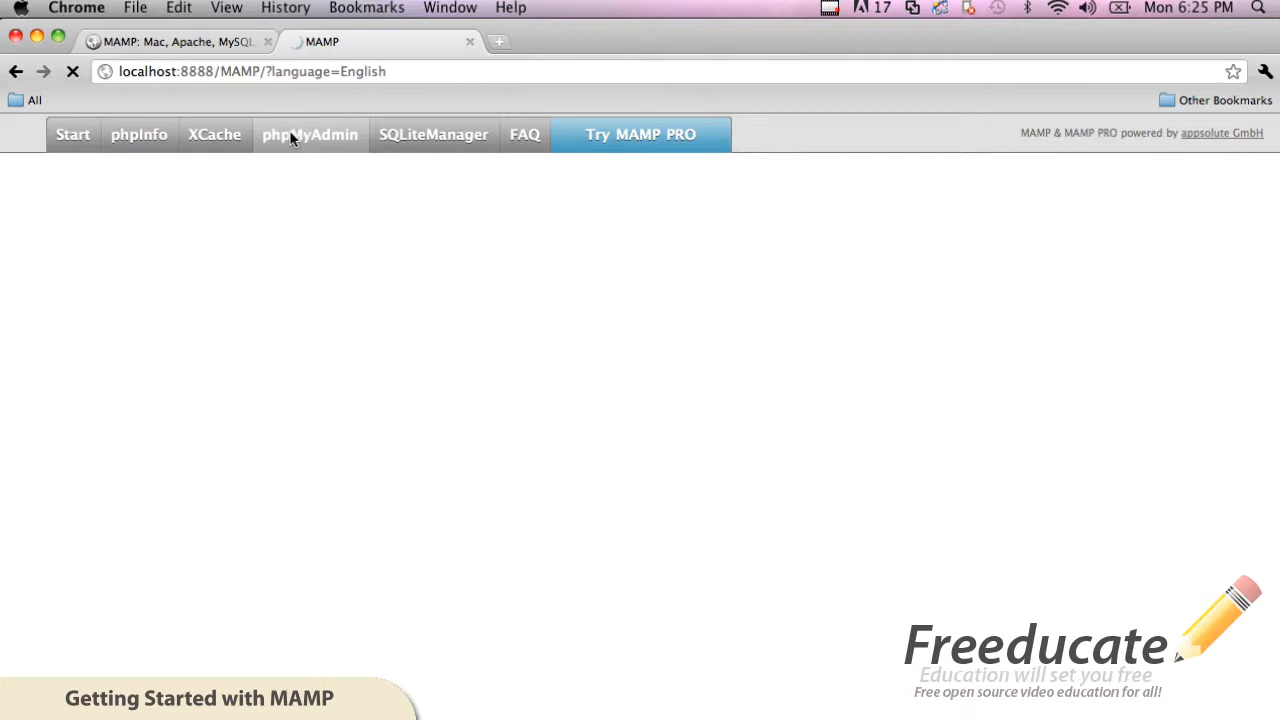 Chrome File Edit View History Bookmarks Window Help 17 Mon 6:25 PM
MAMP: Mac, Apache, MySQL MAMP
localhost:8888/MAMP/?language=English
All Other Bookmarks
Start phpInfo XCache phpMyAdmin SQLiteManager FAQ Try MAMP PRO MAMP & MAMP PRO powered by appsolute GmbH
Freeducate
Education will set you free
Free open source video education for all!
Getting Started with MAMP